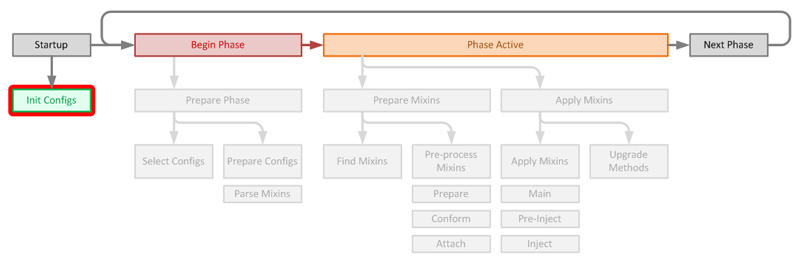 Startup
Begin Phase
Phase Active
Next Phase
Init Configs
Prepare Phase
Prepare Mixins
Apply Mixins
Select Configs
Prepare Configs
Find Mixins
Pre-process
Mixins
Apply Mixins
Upgrade
Methods
Parse Mixins
Prepare
Main
Conform
Pre-Inject
Attach
Inject